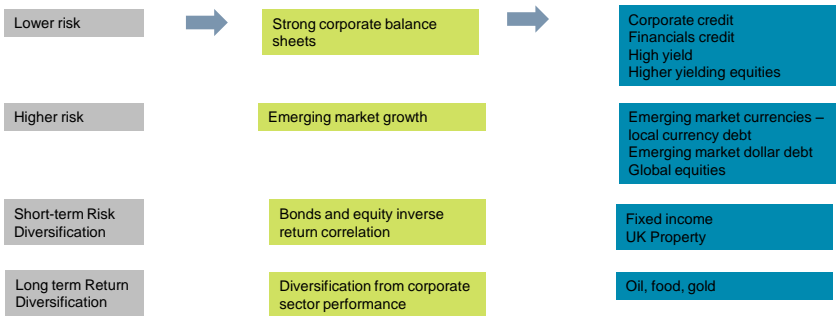 Lower risk
Strong corporate balance
sheets
Corporate credit
Financials credit
High yield
Higher yielding equities
Higher risk
Emerging market growth
Emerging market currencies –
local currency debt
Emerging market dollar debt
Global equities
Short-term Risk
Diversification
Bonds and equity inverse
return correlation
Fixed income
UK Property
Long term Return
Diversification
Diversification from corporate
sector performance
Oil, food, gold